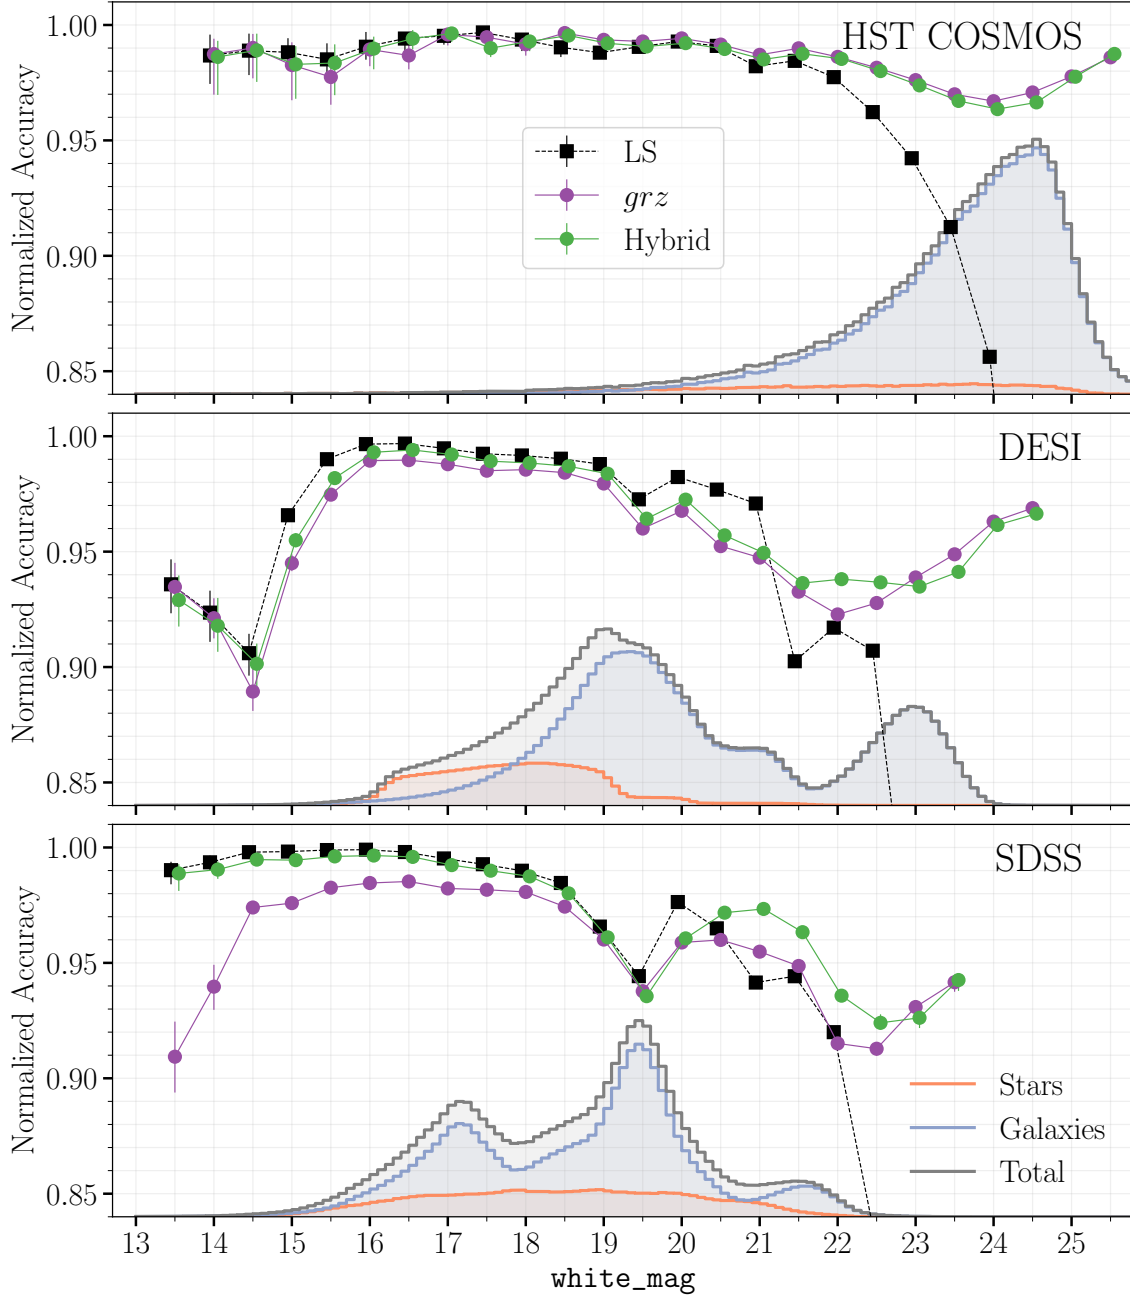 HST COSMOS
Normalized Accuracy
1.00
0.95
0.90
0.85
LS
grz
Hybrid
DESI
Normalized Accuracy
1.00
0.95
0.90
0.85
SDSS
Normalized Accuracy
1.00
0.95
0.90
0.85
Stars
Galaxies
Total
13 14 15 16 17 18 19 20 21 22 23 24 25
white_mag